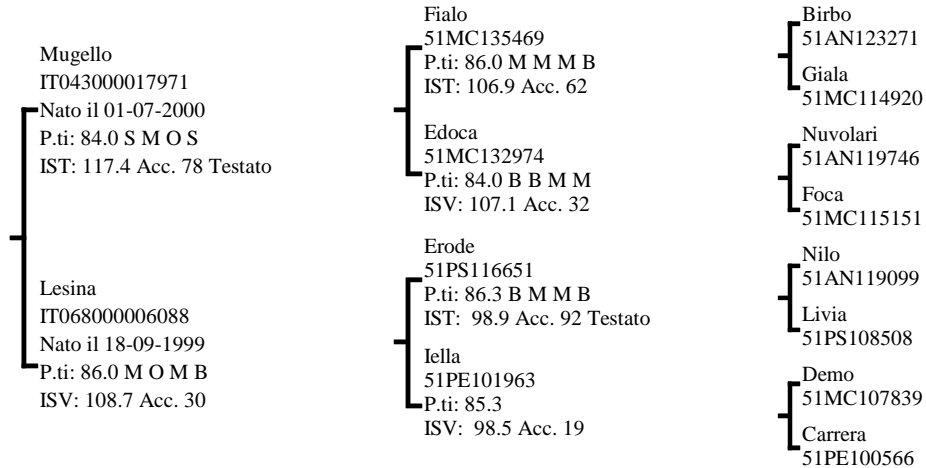 Mugello
IT043000017971
Nato il 01-07-2000
P.ti: 84.0 S M O S
IST: 117.4 Acc. 78 Testato
Lesina
IT068000006088
Nato il 18-09-1999
P.ti: 86.0 M O M B
ISV: 108.7 Acc. 30
Fialo
51MC135469
P.ti: 86.0 M M M B
IST: 106.9 Acc. 62
Edoca
51MC132974
P.ti: 84.0 B B M M
ISV: 107.1 Acc. 32
Erode
51PS116651
P.ti: 86.3 B M M B
IST: 98.9 Acc. 92 Testato
Iella
51PE101963
P.ti: 85.3
ISV: 98.5 Acc. 19
Birbo
51AN123271
Giala
51MC114920
Nuvolari
51AN119746
Foca
51MC115151
Nilo
51AN119099
Livia
51PS108508
Demo
51MC107839
Carrera
51PE100566